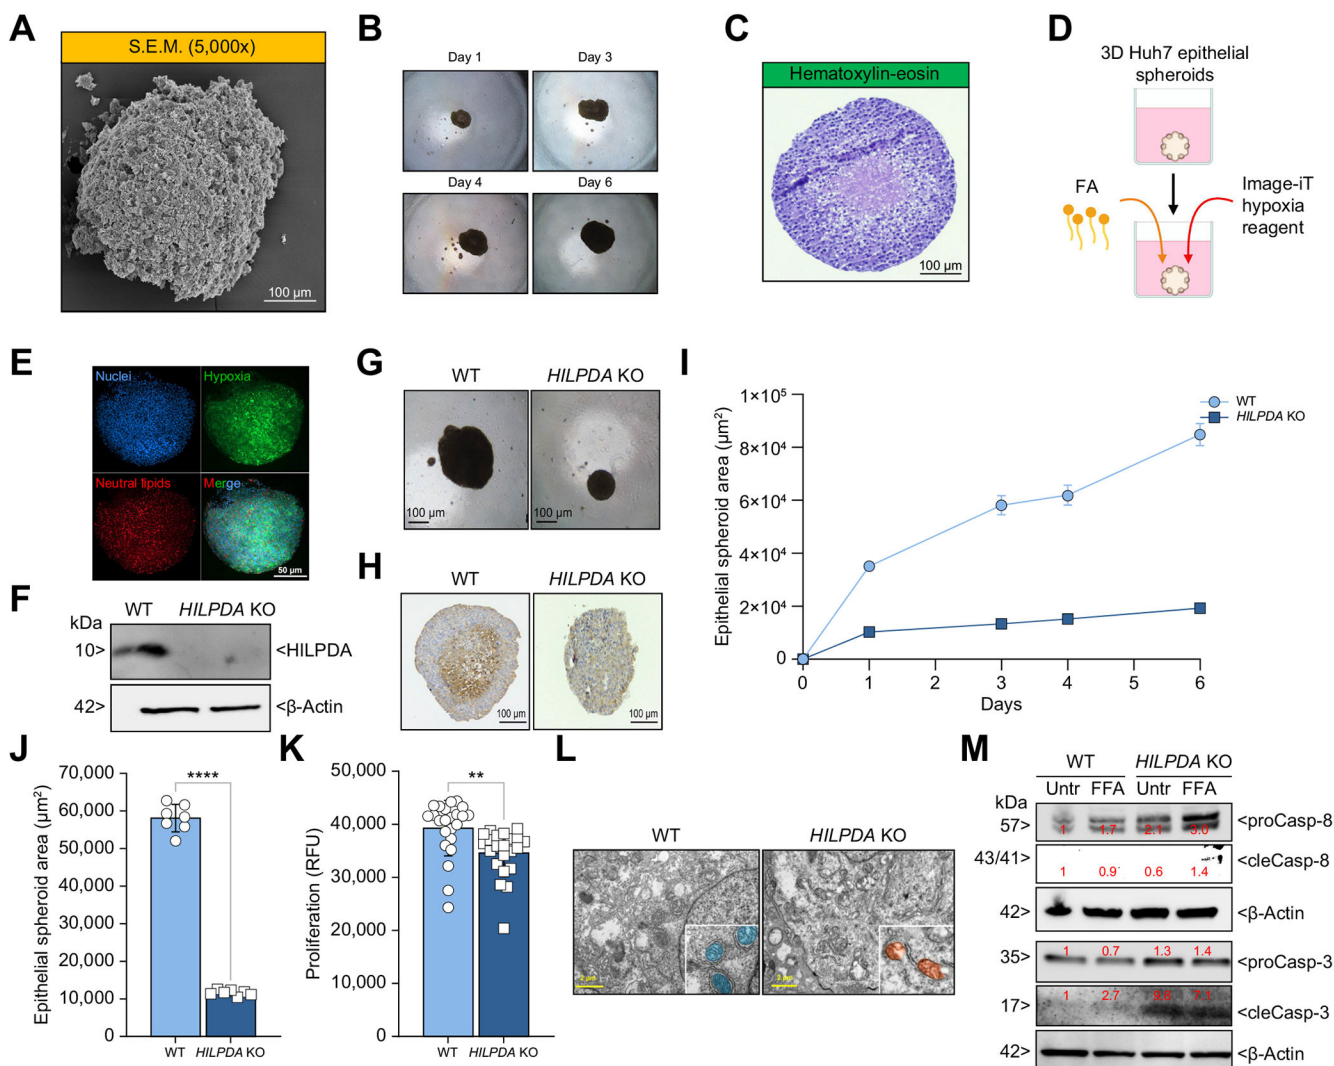 A
S.E.M. (5,000x)
100 µm
B
Day 1
Day 3
Day 4
Day 6
C
Hematoxylin-eosin
100 µm
D
3D Huh7 epithelial
spheroids
FA
Image-iT
hypoxia
reagent
E
Nuclei
Hypoxia
Neutral lipids
Merge
50 µm
F
WT
HILPDA KO
kDa
10>
<HILPDA
42>
<β-Actin
G
WT
HILPDA KO
100 µm
100 µm
H
WT
HILPDA KO
100 µm
100 µm
I
Epithelial spheroid area (µm²)
1×10⁵
8×10⁴
6×10⁴
4×10⁴
2×10⁴
0
0 1 2 3 4 5 6
Days
WT
HILPDA KO
J
Epithelial spheroid area (µm²)
70,000
60,000
50,000
40,000
30,000
20,000
10,000
0
****
WT
HILPDA KO
K
Proliferation (RFU)
50,000
40,000
30,000
20,000
10,000
0
**
WT
HILPDA KO
L
WT
HILPDA KO
2 µm
2 µm
M
WT
HILPDA KO
Untr FFA Untr FFA
kDa
57>
1 1.7 2.1 3.0
<proCasp-8
43/41>
1 0.9 0.6 1.4
<cleCasp-8
42>
<β-Actin
35>
1 0.7 1.3 1.4
<proCasp-3
17>
1 2.7
<cleCasp-3
42>
<β-Actin